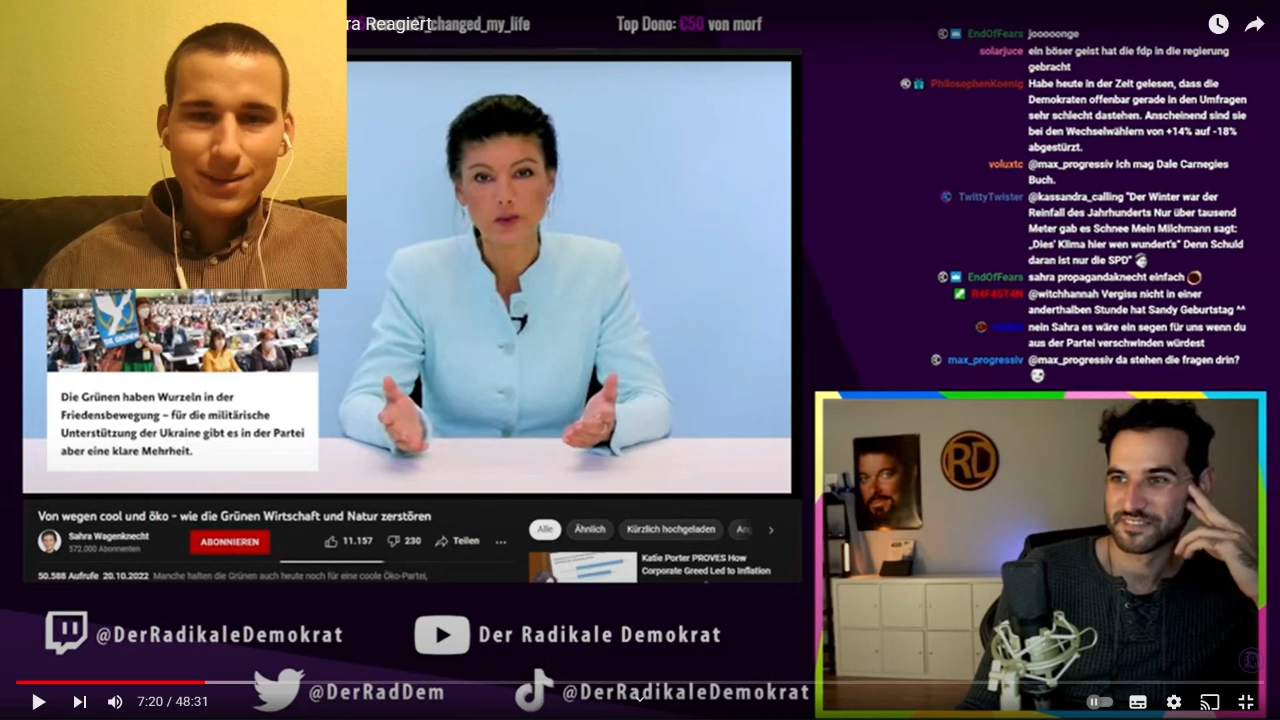 ra Reagiert
_changed_my_life
Top Dono: €50 von morf
EndOfFears jooooonge
solarjuce ein böser geist hat die fdp in die regierung
gebracht
PhilosophenKoenig Habe heute in der Zeit gelesen, dass die
Demokraten offenbar gerade in den Umfragen
sehr schlecht dastehen. Anscheinend sind sie
bei den Wechselwählern von +14% auf -18%
abgestürzt.
voluxtc @max_progressiv Ich mag Dale Carnegies
Buch.
TwittyTwister @kassandra_calling "Der Winter war der
Reinfall des Jahrhunderts Nur über tausend
Meter gab es Schnee Mein Milchmann sagt:
„Dies' Klima hier wen wundert's" Denn Schuld
daran ist nur die SPD"
EndOfFears sahra propagandaknecht einfach
R4F4ST4N @witchhannah Vergiss nicht in einer
anderthalben Stunde hat Sandy Geburtstag ^^
nein Sahra es wäre ein segen für uns wenn du
aus der Partei verschwinden würdest
max_progressiv @max_progressiv da stehen die fragen drin?
DIE GRÜNEN
Die Grünen haben Wurzeln in der
Friedensbewegung – für die militärische
Unterstützung der Ukraine gibt es in der Partei
aber eine klare Mehrheit.
RD
Von wegen cool und öko - wie die Grünen Wirtschaft und Natur zerstören
Sahra Wagenknecht
572.000 Abonnenten
ABONNIEREN
11.157
230
Teilen
Alle
Ähnlich
Kürzlich hochgeladen
Katie Porter PROVES How
Corporate Greed Led to Inflation
50.588 Aufrufe 20.10.2022 Manche halten die Grünen auch heute noch für eine coole Öko-Partei,
@DerRadikaleDemokrat
Der Radikale Demokrat
@DerRadDem
@DerRadikaleDemokrat
7:20 / 48:31